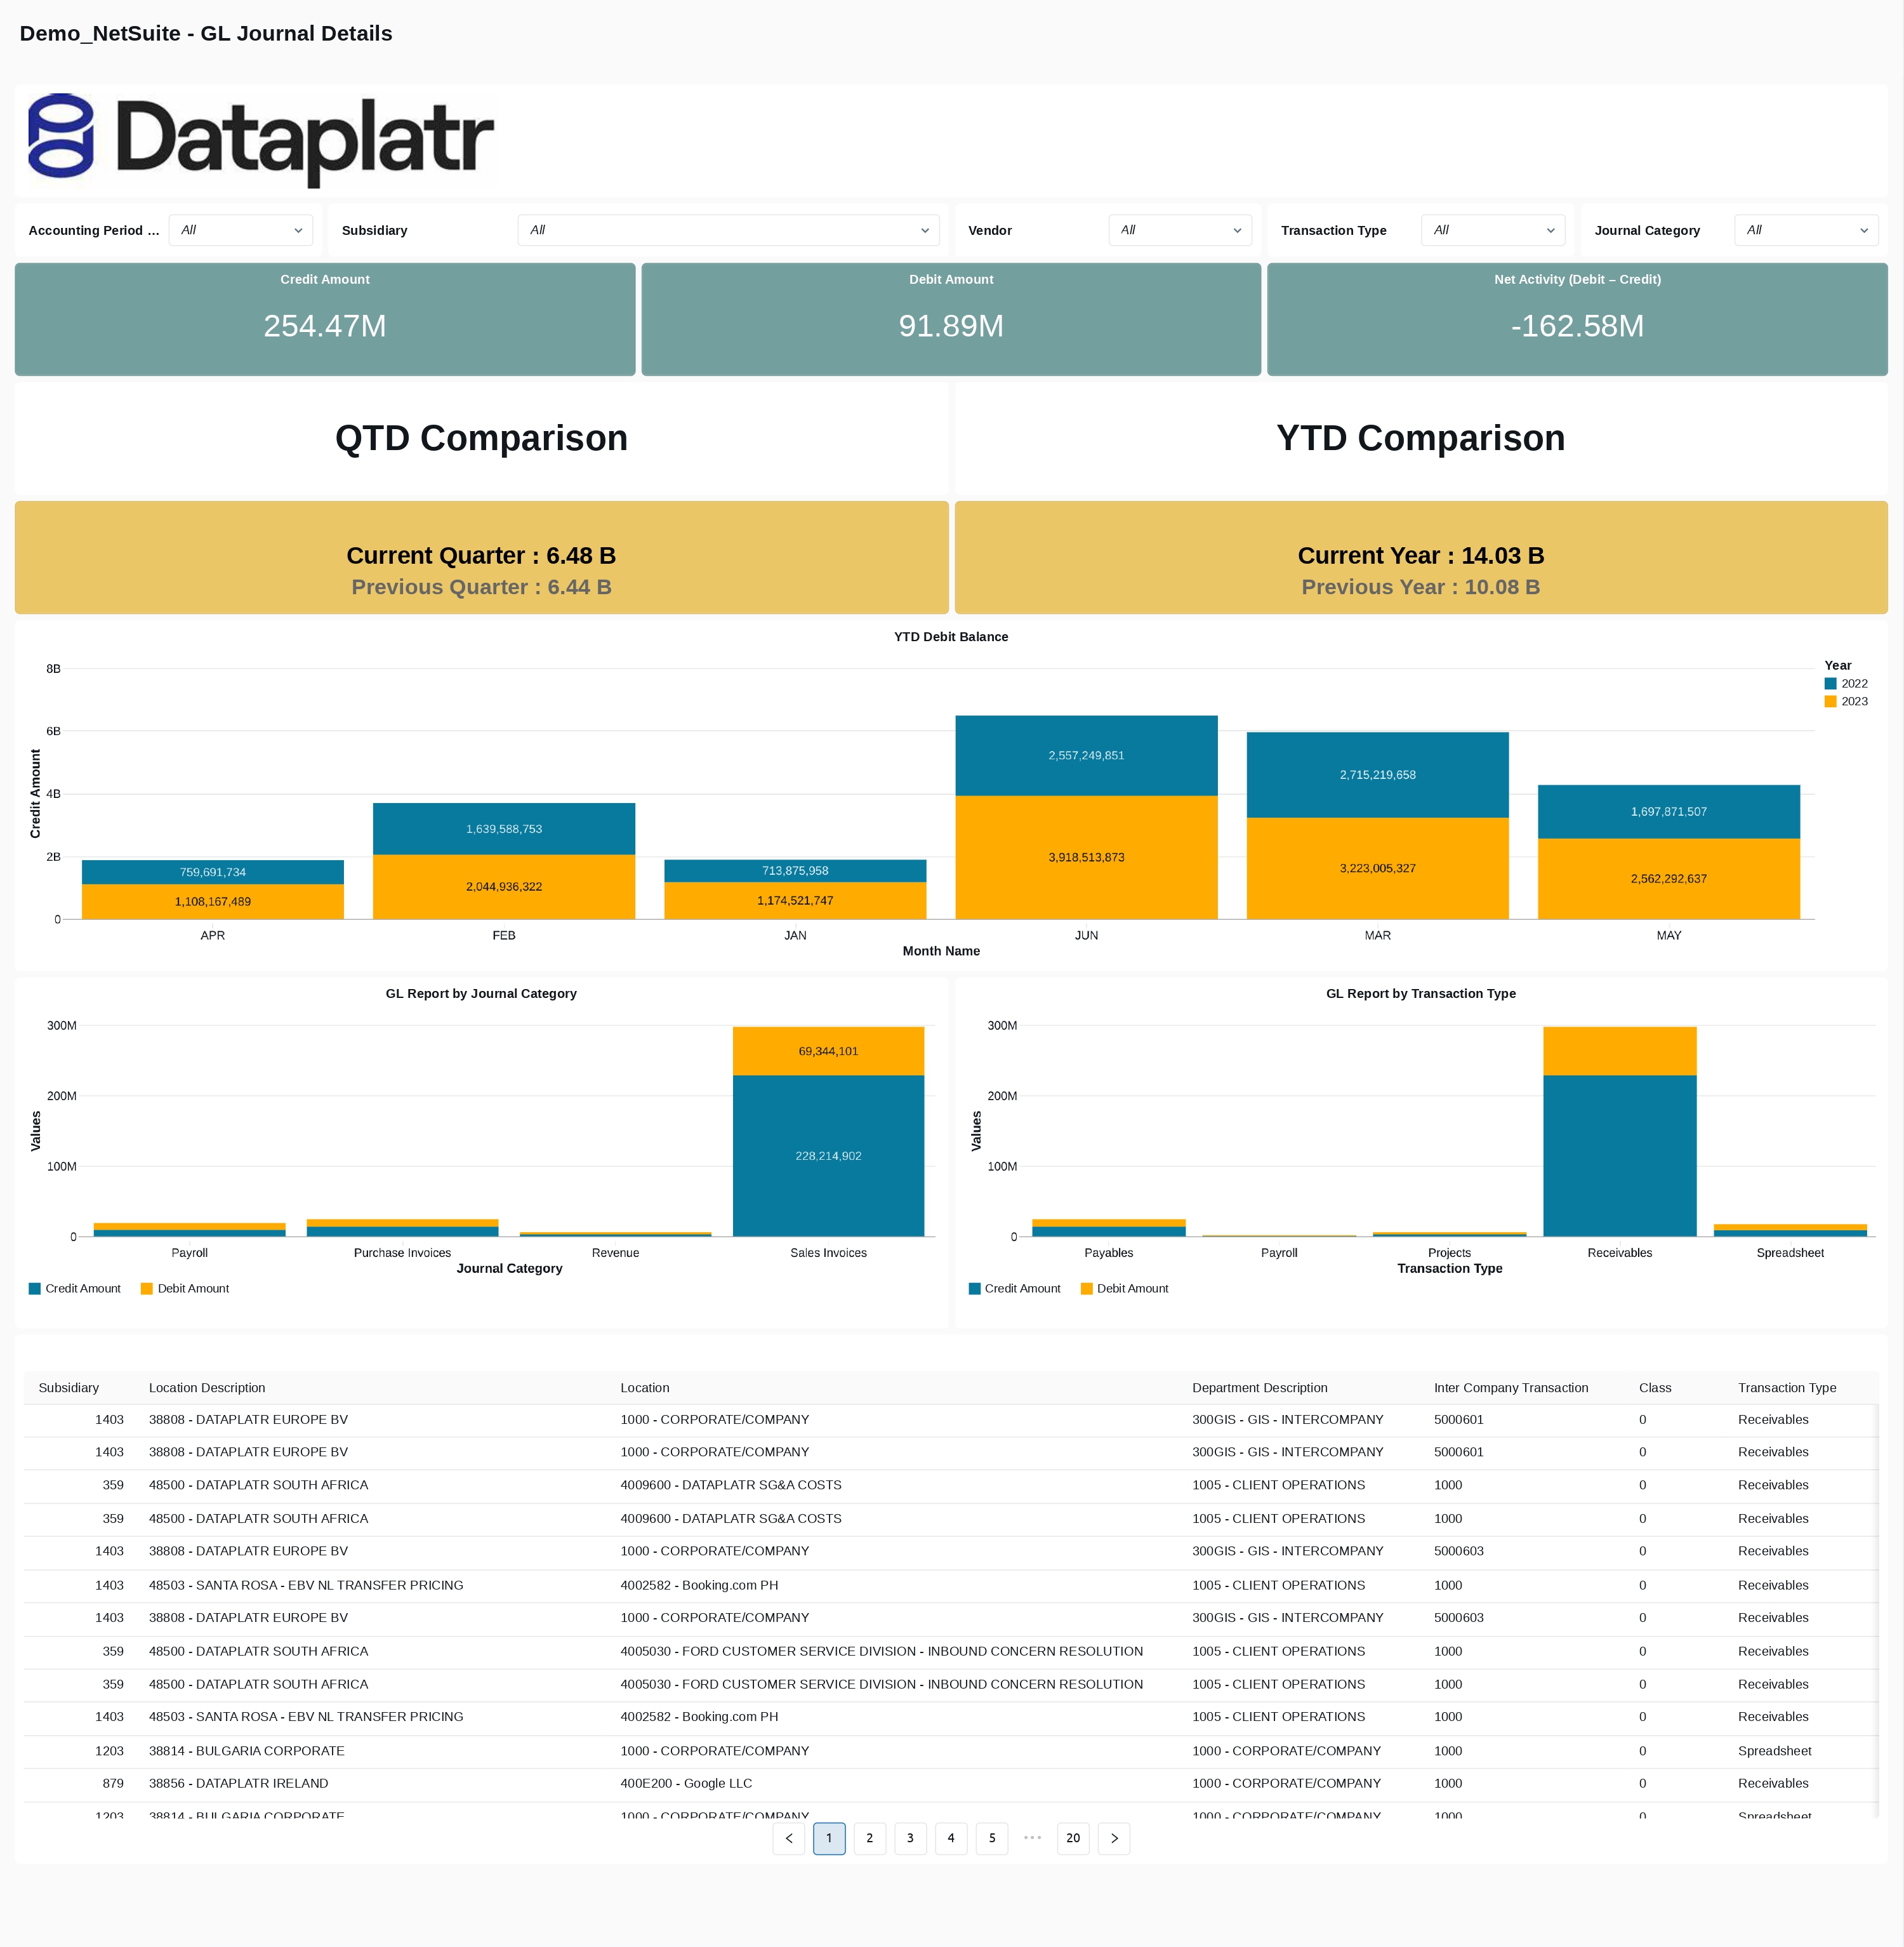 Demo_NetSuite - GL Journal Details
Dataplatr
Accounting Period ... All
Subsidiary All
Vendor All
Transaction Type All
Journal Category All
Credit Amount
254.47M
Debit Amount
91.89M
Net Activity (Debit – Credit)
-162.58M
QTD Comparison
YTD Comparison
Current Quarter : 6.48 B
Previous Quarter : 6.44 B
Current Year : 14.03 B
Previous Year : 10.08 B
YTD Debit Balance
Credit Amount
8B
6B
4B
2B
0
759,691,734
1,108,167,489
1,639,588,753
2,044,936,322
713,875,958
1,174,521,747
2,557,249,851
3,918,513,873
2,715,219,658
3,223,005,327
1,697,871,507
2,562,292,637
APR FEB JAN JUN MAR MAY
Month Name
Year
2022
2023
GL Report by Journal Category
Values
300M
200M
100M
0
69,344,101
228,214,902
Payroll Purchase Invoices Revenue Sales Invoices
Journal Category
Credit Amount Debit Amount
GL Report by Transaction Type
Values
300M
200M
100M
0
Payables Payroll Projects Receivables Spreadsheet
Transaction Type
Credit Amount Debit Amount
Subsidiary Location Description Location Department Description Inter Company Transaction Class Transaction Type
1403 38808 - DATAPLATR EUROPE BV 1000 - CORPORATE/COMPANY 300GIS - GIS - INTERCOMPANY 5000601 0 Receivables
1403 38808 - DATAPLATR EUROPE BV 1000 - CORPORATE/COMPANY 300GIS - GIS - INTERCOMPANY 5000601 0 Receivables
359 48500 - DATAPLATR SOUTH AFRICA 4009600 - DATAPLATR SG&A COSTS 1005 - CLIENT OPERATIONS 1000 0 Receivables
359 48500 - DATAPLATR SOUTH AFRICA 4009600 - DATAPLATR SG&A COSTS 1005 - CLIENT OPERATIONS 1000 0 Receivables
1403 38808 - DATAPLATR EUROPE BV 1000 - CORPORATE/COMPANY 300GIS - GIS - INTERCOMPANY 5000603 0 Receivables
1403 48503 - SANTA ROSA - EBV NL TRANSFER PRICING 4002582 - Booking.com PH 1005 - CLIENT OPERATIONS 1000 0 Receivables
1403 38808 - DATAPLATR EUROPE BV 1000 - CORPORATE/COMPANY 300GIS - GIS - INTERCOMPANY 5000603 0 Receivables
359 48500 - DATAPLATR SOUTH AFRICA 4005030 - FORD CUSTOMER SERVICE DIVISION - INBOUND CONCERN RESOLUTION 1005 - CLIENT OPERATIONS 1000 0 Receivables
359 48500 - DATAPLATR SOUTH AFRICA 4005030 - FORD CUSTOMER SERVICE DIVISION - INBOUND CONCERN RESOLUTION 1005 - CLIENT OPERATIONS 1000 0 Receivables
1403 48503 - SANTA ROSA - EBV NL TRANSFER PRICING 4002582 - Booking.com PH 1005 - CLIENT OPERATIONS 1000 0 Receivables
1203 38814 - BULGARIA CORPORATE 1000 - CORPORATE/COMPANY 1000 - CORPORATE/COMPANY 1000 0 Spreadsheet
879 38856 - DATAPLATR IRELAND 400E200 - Google LLC 1000 - CORPORATE/COMPANY 1000 0 Receivables
1203 38814 - BULGARIA CORPORATE 1000 - CORPORATE/COMPANY 1000 - CORPORATE/COMPANY 1000 0 Spreadsheet
1 2 3 4 5 ••• 20